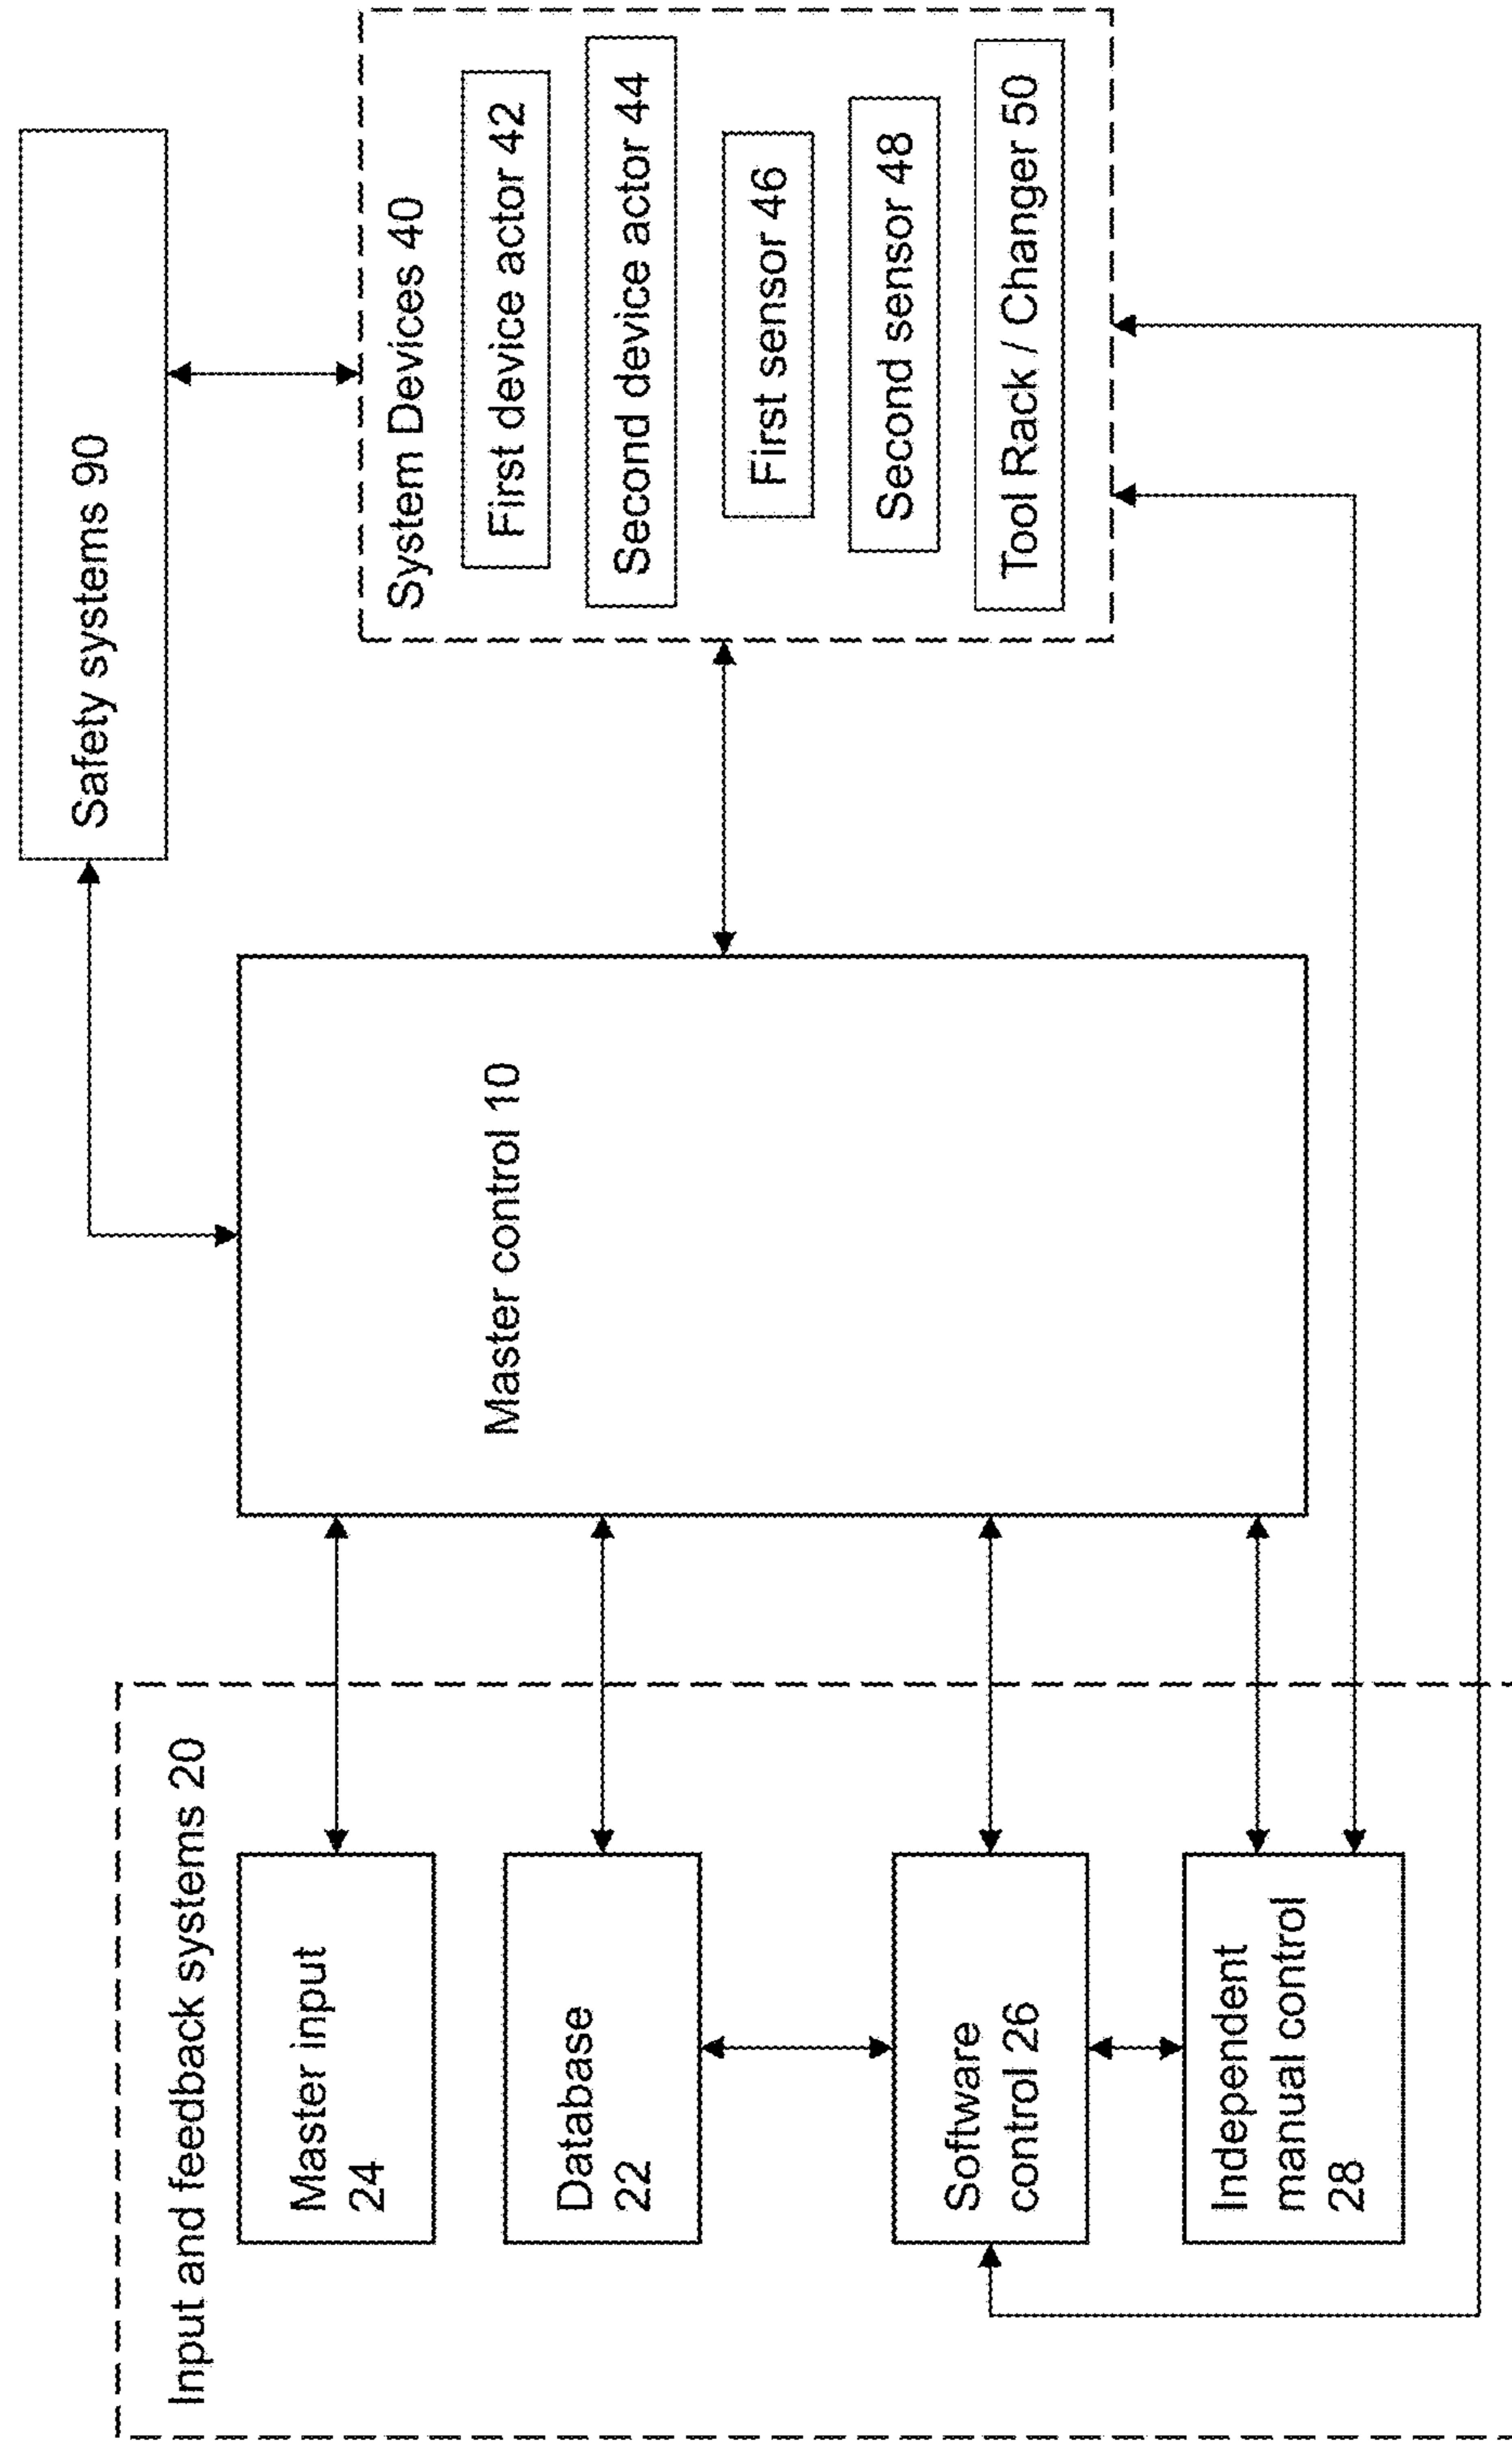 Input and feedback systems 20
Master input
24
Database
22
Software
control 26
Independent
manual control
28
Master control 10
Safety systems 90
System Devices 40
First device actor 42
Second device actor 44
First sensor 46
Second sensor 48
Tool Rack / Changer 50